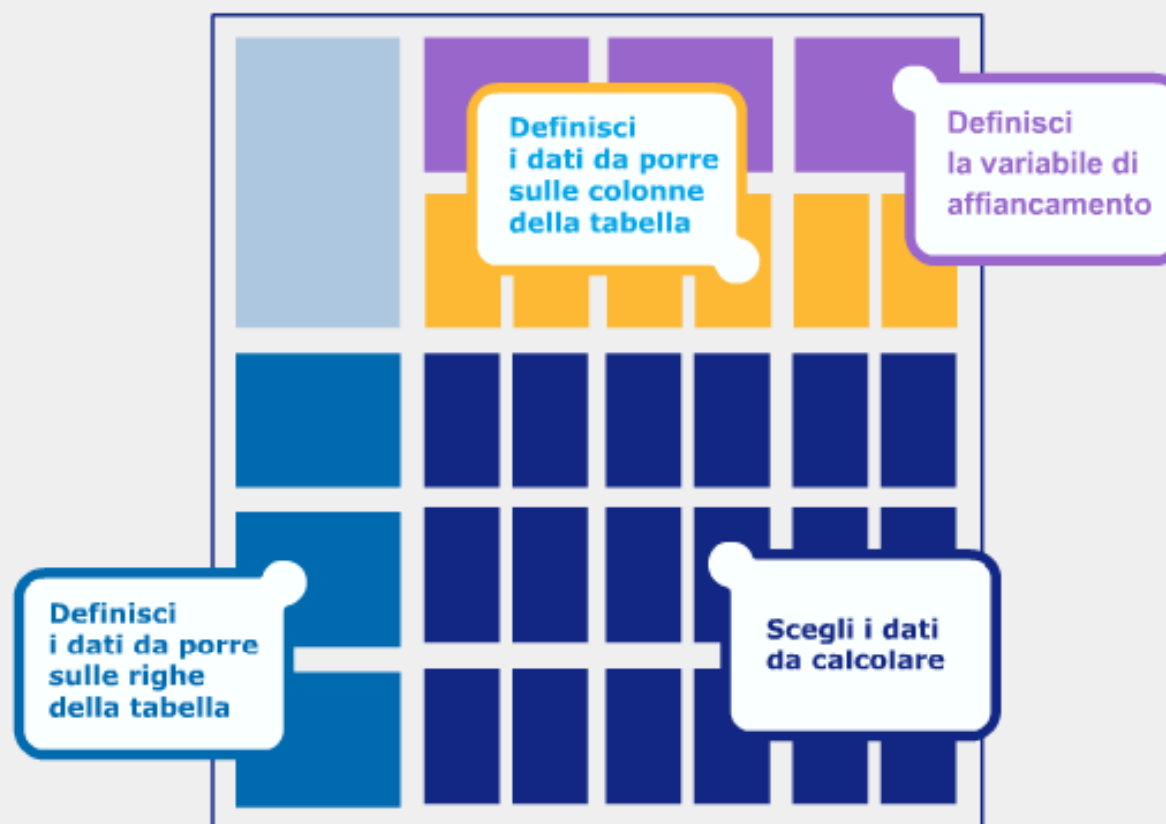 Definisci
i dati da porre
sulle colonne
della tabella
Definisci
la variabile di
affiancamento
Definisci
i dati da porre
sulle righe
della tabella
Scegli i dati
da calcolare